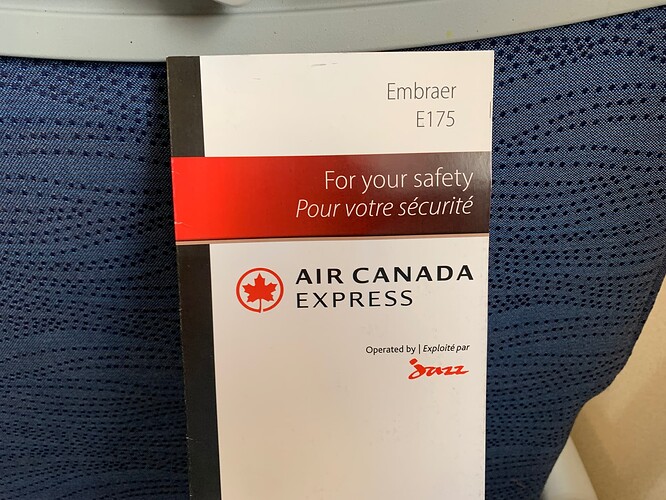 Embraer
E175
For your safety
Pour votre sécurité
AIR CANADA
EXPRESS
Operated by | Exploité par
Jazz